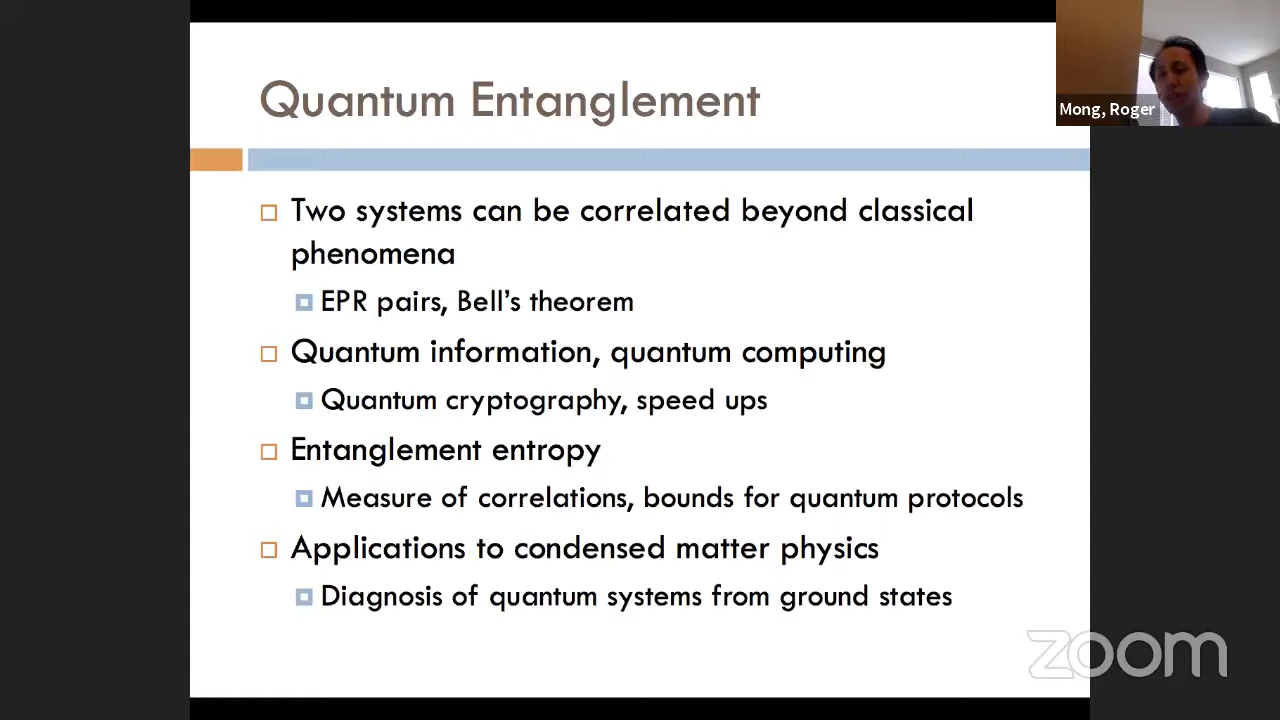 Quantum Entanglement
Mong, Roger
Two systems can be correlated beyond classical
phenomena
EPR pairs, Bell's theorem
Quantum information, quantum computing
Quantum cryptography, speed ups
Entanglement entropy
Measure of correlations, bounds for quantum protocols
Applications to condensed matter physics
Diagnosis of quantum systems from ground states
zoom